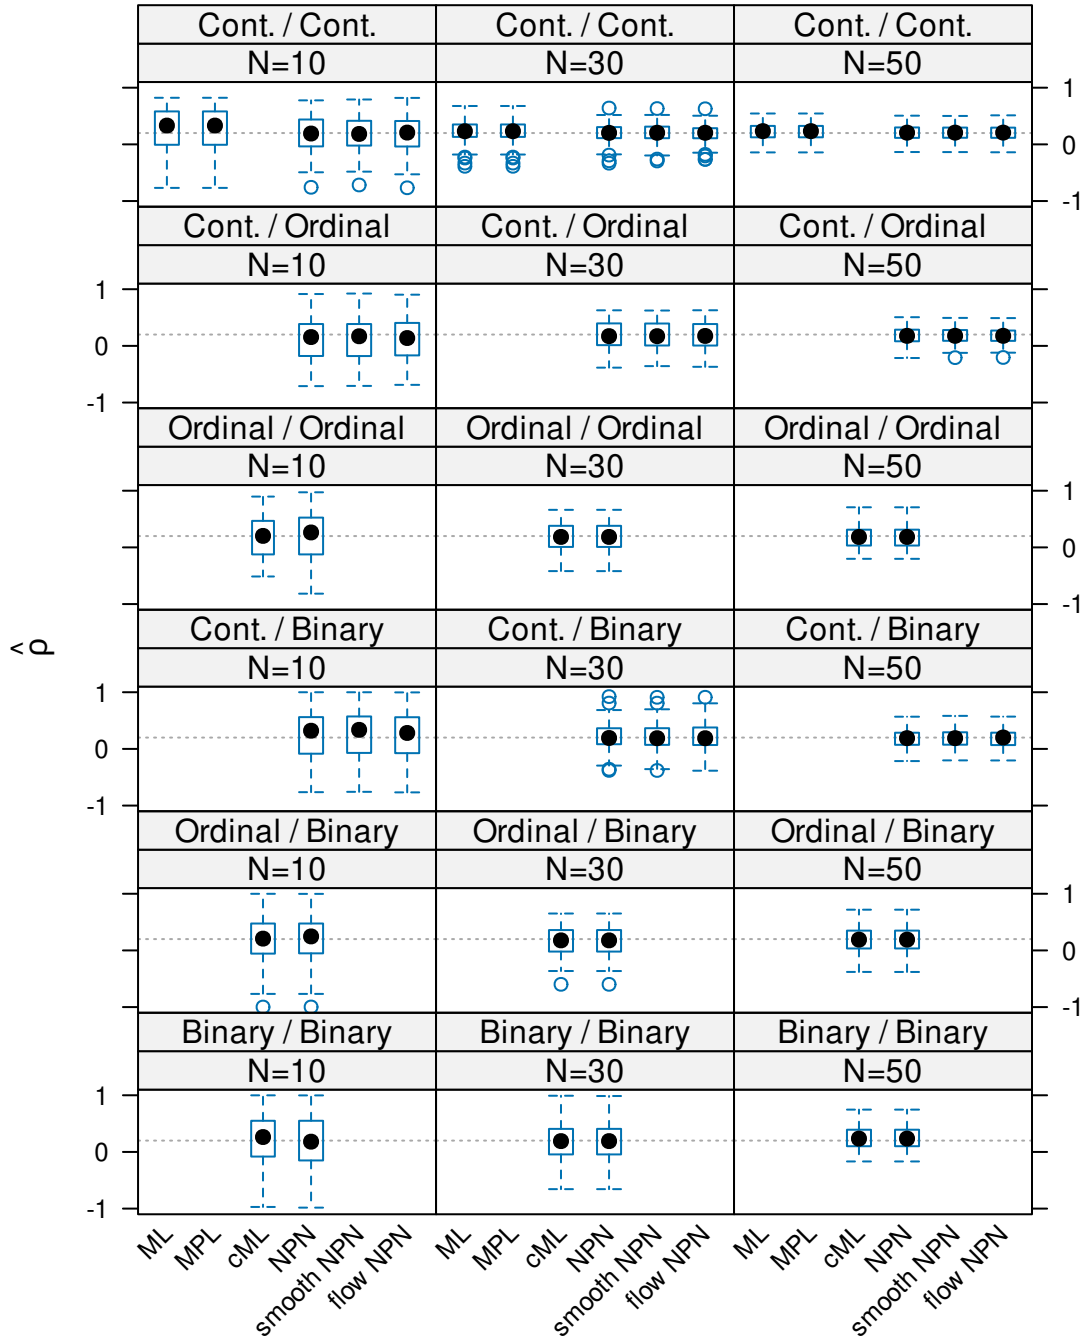 Cont. / Cont. Cont. / Cont. Cont. / Cont.
N=10 N=30 N=50
1
0
-1
Cont. / Ordinal Cont. / Ordinal Cont. / Ordinal
N=10 N=30 N=50
1
0
-1
Ordinal / Ordinal Ordinal / Ordinal Ordinal / Ordinal
N=10 N=30 N=50
1
0
-1
ρ̂
Cont. / Binary Cont. / Binary Cont. / Binary
N=10 N=30 N=50
1
0
-1
Ordinal / Binary Ordinal / Binary Ordinal / Binary
N=10 N=30 N=50
1
0
-1
Binary / Binary Binary / Binary Binary / Binary
N=10 N=30 N=50
1
0
-1
ML MPL cML NPN smooth NPN flow NPN ML MPL cML NPN smooth NPN flow NPN ML MPL cML NPN smooth NPN flow NPN